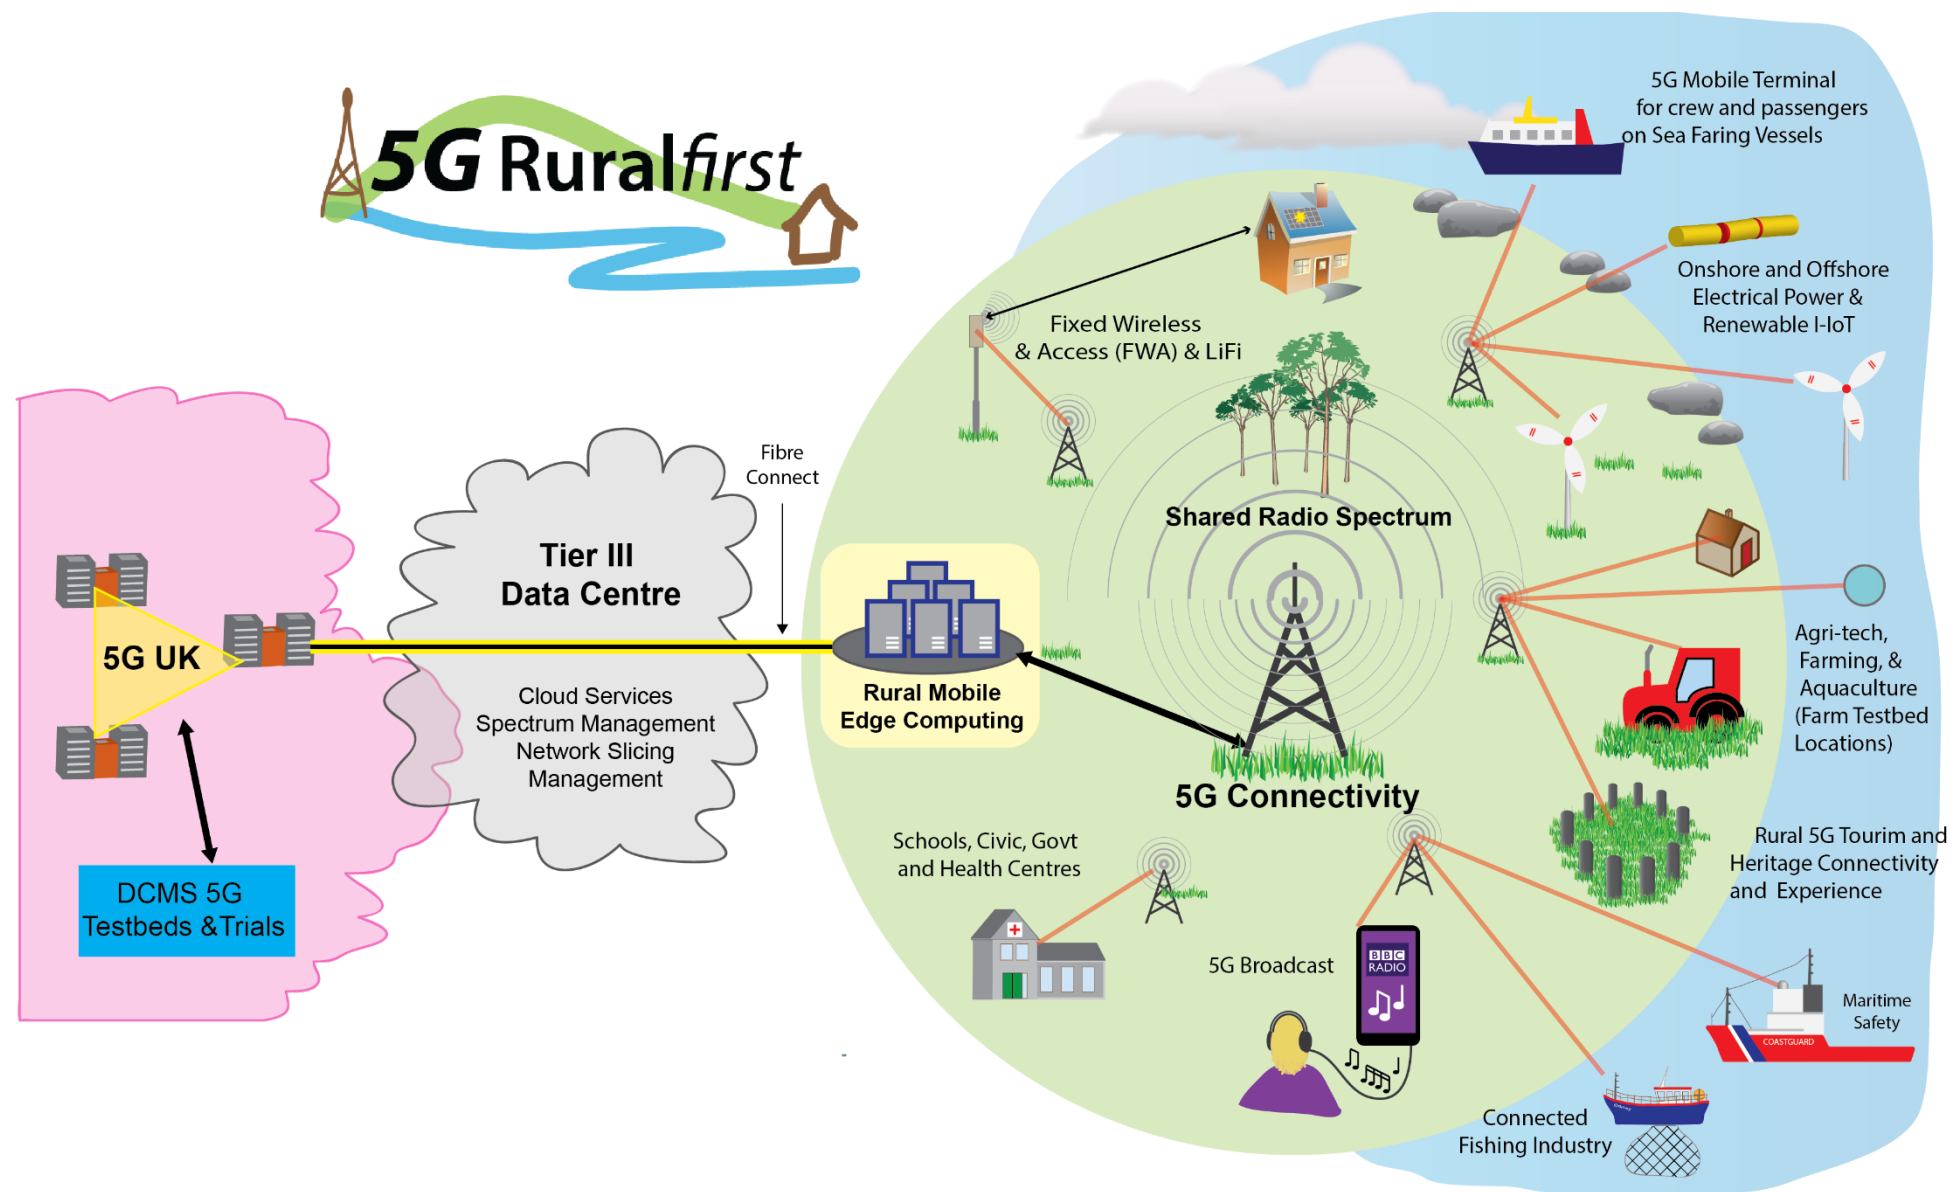 5G Ruralfirst
5G Mobile Terminal
for crew and passengers
on Sea Faring Vessels
Onshore and Offshore
Electrical Power &
Renewable I-IoT
Fixed Wireless
& Access (FWA) & LiFi
Fibre
Connect
Shared Radio Spectrum
Tier III
Data Centre
Cloud Services
Spectrum Management
Network Slicing
Management
5G UK
DCMS 5G
Testbeds &Trials
Rural Mobile
Edge Computing
5G Connectivity
Agri-tech,
Farming, &
Aquaculture
(Farm Testbed
Locations)
Rural 5G Tourim and
Heritage Connectivity
and Experience
Schools, Civic, Govt
and Health Centres
5G Broadcast
BBC
RADIO
Maritime
Safety
COASTGUARD
Connected
Fishing Industry